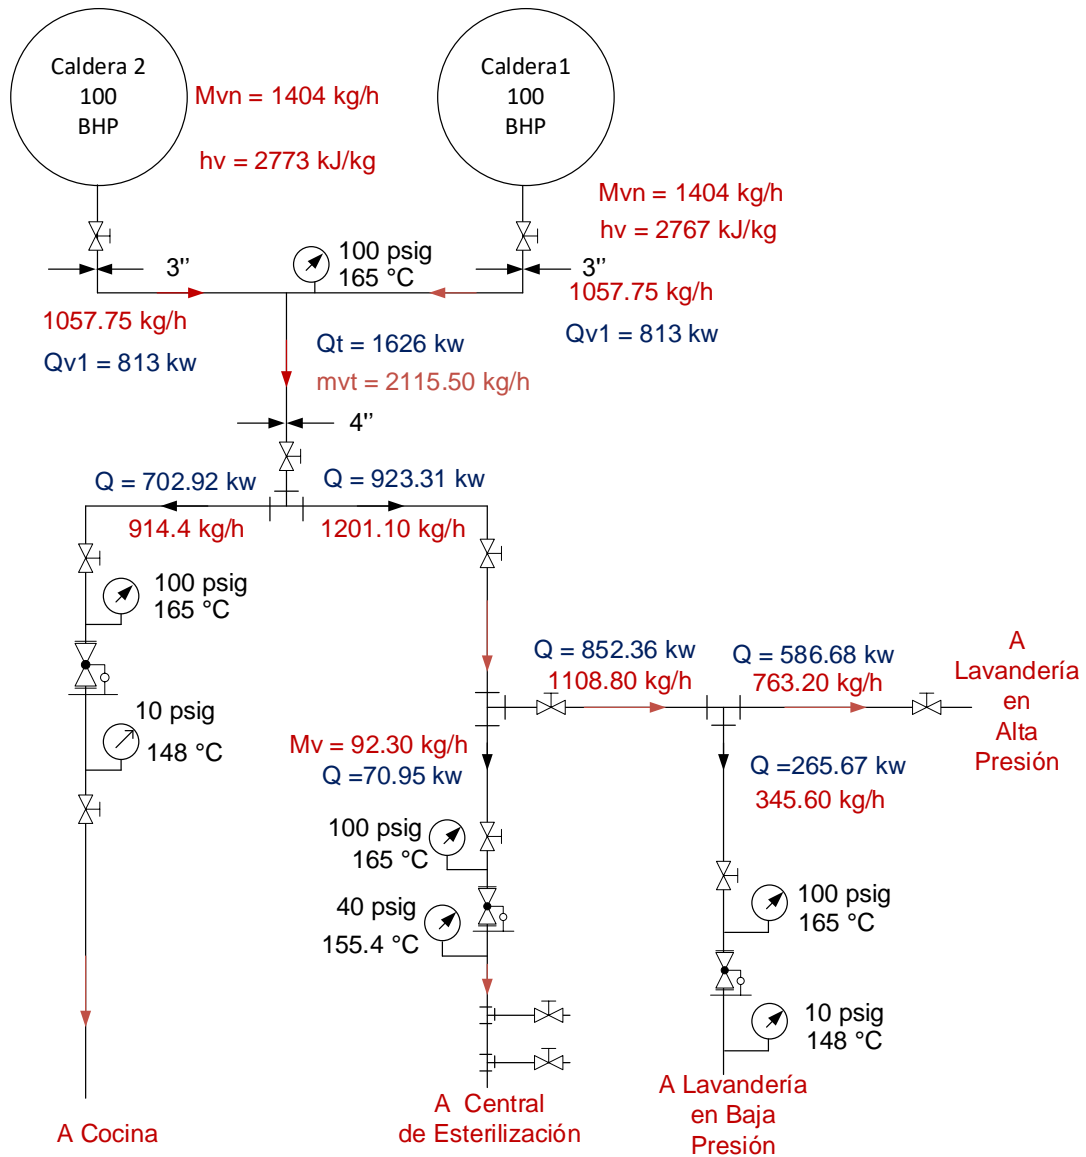 Caldera 2
100
BHP
Mvn = 1404 kg/h
hv = 2773 kJ/kg
Caldera1
100
BHP
Mvn = 1404 kg/h
hv = 2767 kJ/kg
3''
100 psig
165 °C
3''
1057.75 kg/h
Qv1 = 813 kw
1057.75 kg/h
Qv1 = 813 kw
Qt = 1626 kw
mvt = 2115.50 kg/h
4''
Q = 702.92 kw
914.4 kg/h
Q = 923.31 kw
1201.10 kg/h
100 psig
165 °C
10 psig
148 °C
Q = 852.36 kw
1108.80 kg/h
Q = 586.68 kw
763.20 kg/h
A
Lavandería
en
Alta
Presión
Mv = 92.30 kg/h
Q =70.95 kw
Q =265.67 kw
345.60 kg/h
100 psig
165 °C
40 psig
155.4 °C
100 psig
165 °C
10 psig
148 °C
A Cocina
A Central
de Esterilización
A Lavandería
en Baja
Presión